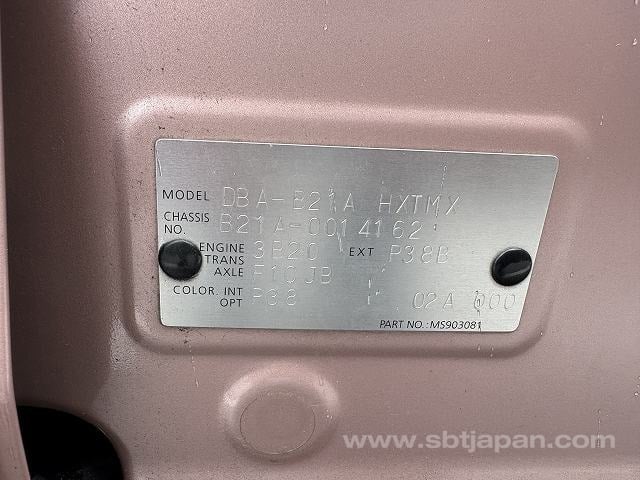 MODEL DBA-B21A HXTMX
CHASSIS NO. B21A-0014162
ENGINE 3B20 EXT P38B
TRANS AXLE F1CJB
COLOR, INT OPT P38 02A 000
PART NO.:MS903081
www.sbtjapan.com